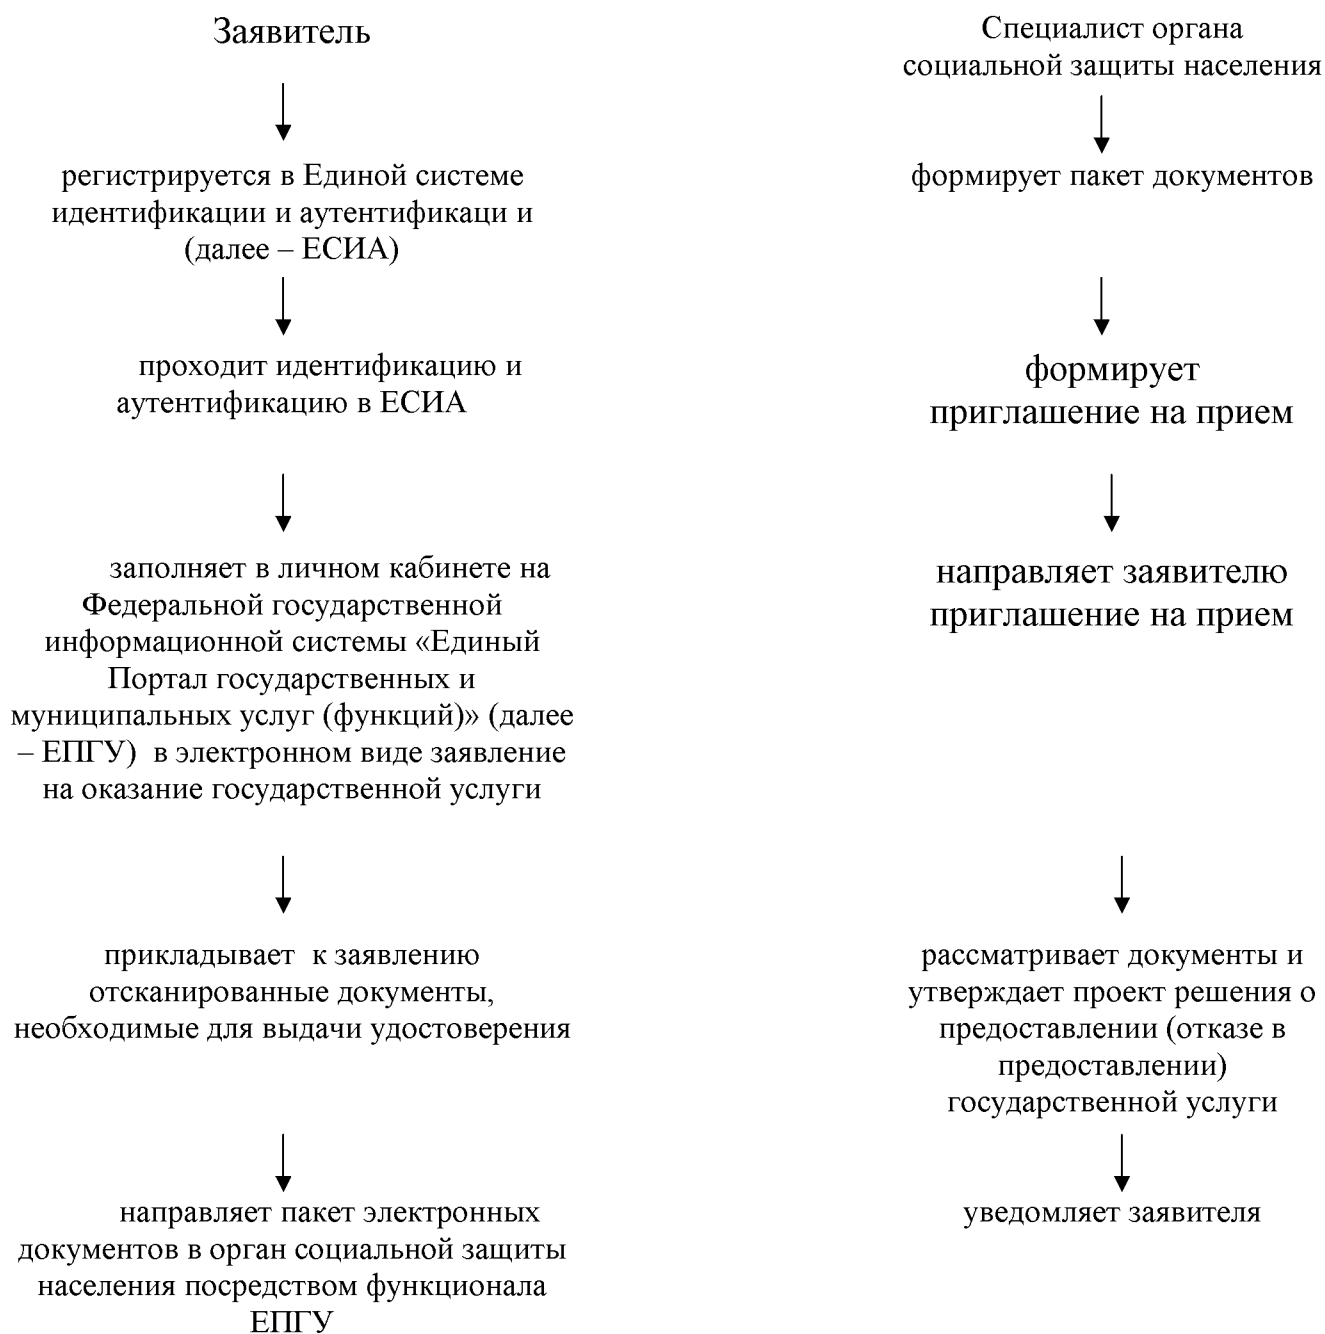 Заявитель
регистрируется в Единой системе
идентификации и аутентификаци и
(далее – ЕСИА)
проходит идентификацию и
аутентификацию в ЕСИА
заполняет в личном кабинете на
Федеральной государственной
информационной системы «Единый
Портал государственных и
муниципальных услуг (функций)» (далее
– ЕПГУ) в электронном виде заявление
на оказание государственной услуги
прикладывает к заявлению
отсканированные документы,
необходимые для выдачи удостоверения
направляет пакет электронных
документов в орган социальной защиты
населения посредством функционала
ЕПГУ
Специалист органа
социальной защиты населения
формирует пакет документов
формирует
приглашение на прием
направляет заявителю
приглашение на прием
рассматривает документы и
утверждает проект решения о
предоставлении (отказе в
предоставлении)
государственной услуги
уведомляет заявителя